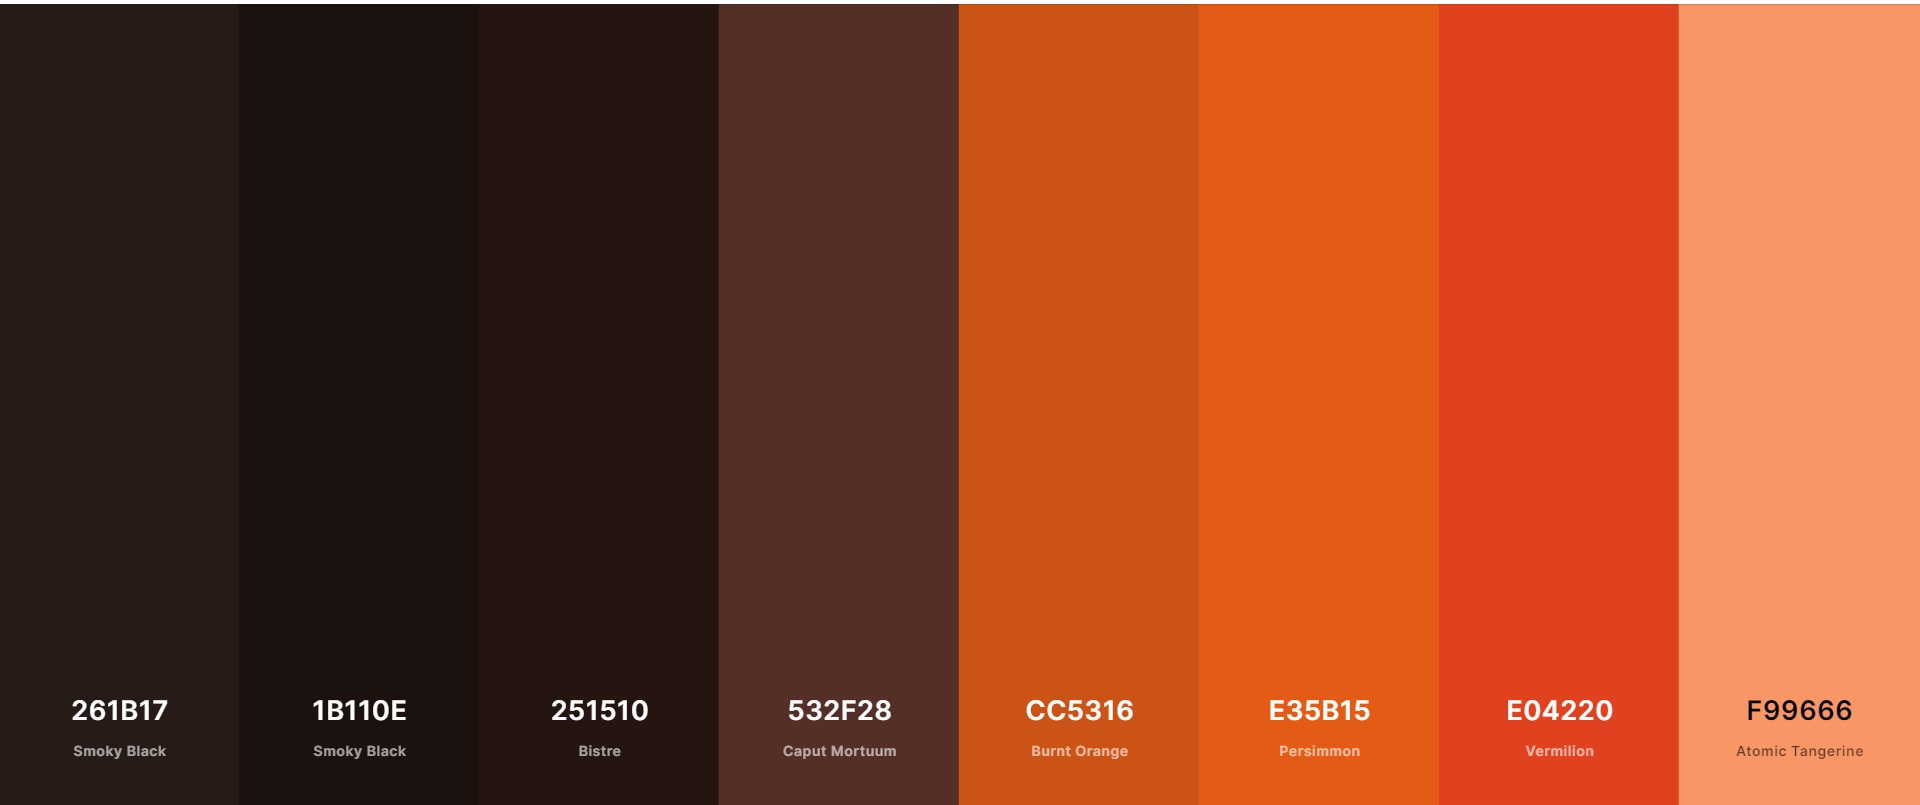 261B17
Smoky Black
1B110E
Smoky Black
251510
Bistre
532F28
Caput Mortuum
CC5316
Burnt Orange
E35B15
Persimmon
E04220
Vermilion
F99666
Atomic Tangerine